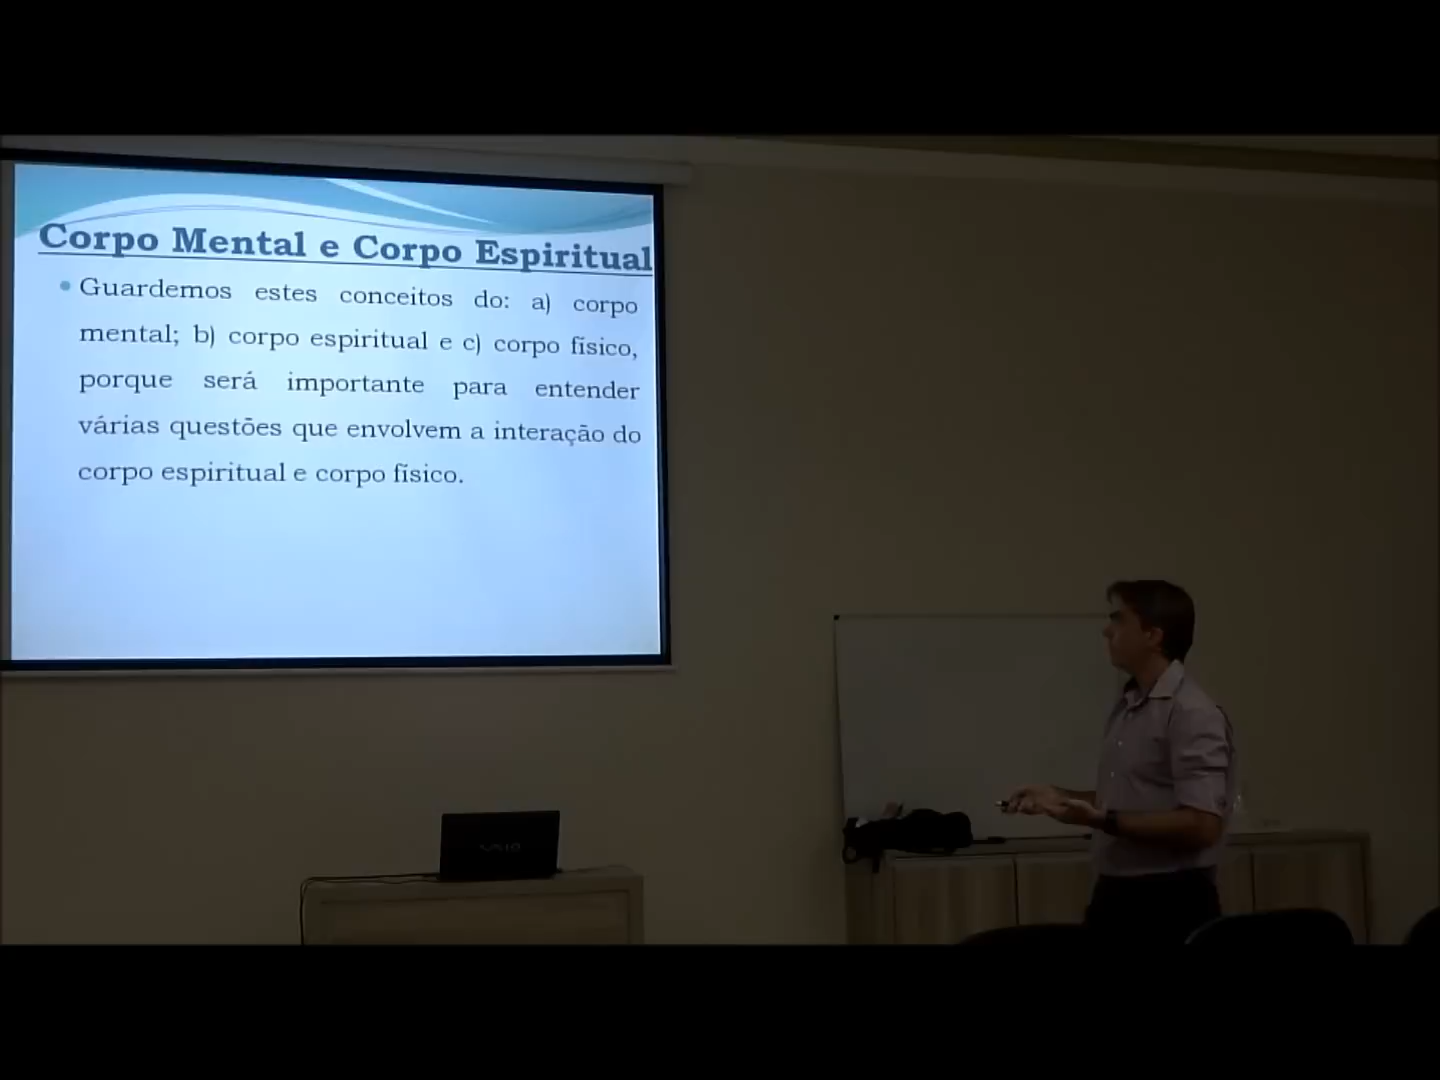 Corpo Mental e Corpo Espiritual
Guardemos estes conceitos do: a) corpo
mental; b) corpo espiritual e c) corpo físico,
porque será importante para entender
várias questões que envolvem a interação do
corpo espiritual e corpo físico.
VAIO